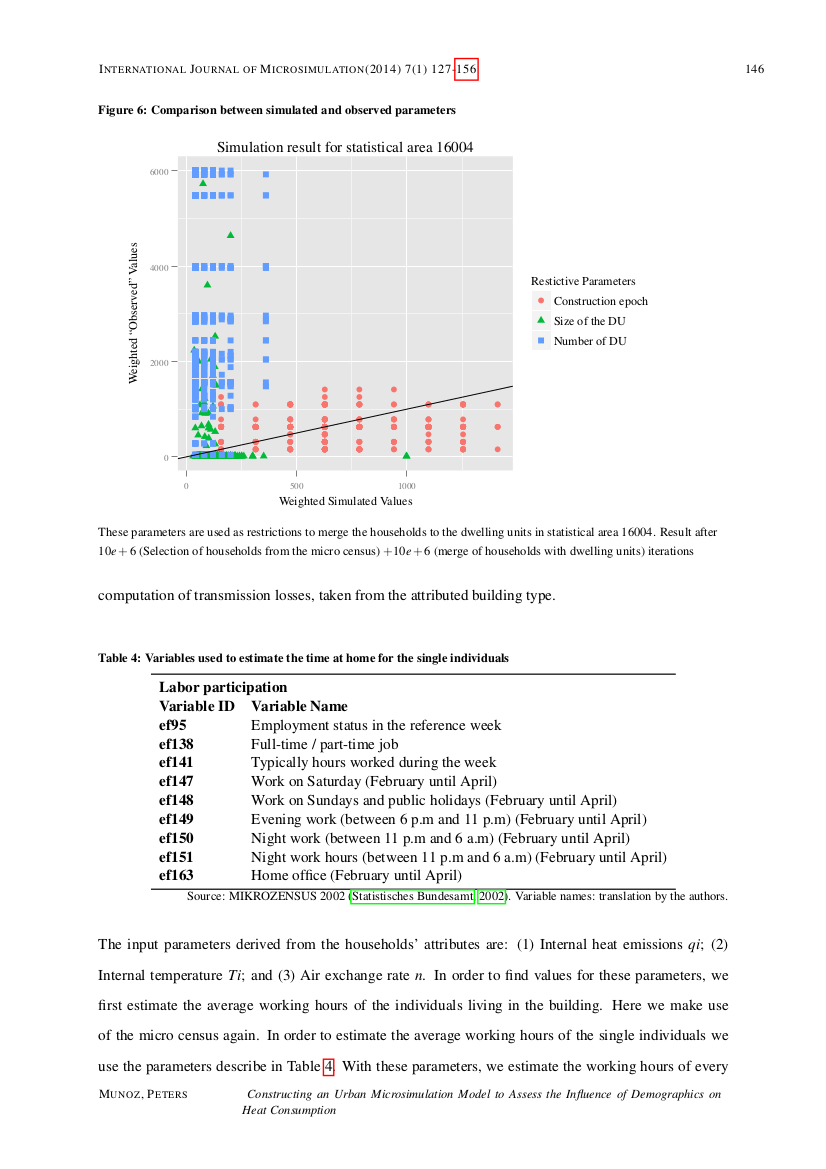 INTERNATIONAL JOURNAL OF MICROSIMULATION(2014) 7(1) 127-156 146
Figure 6: Comparison between simulated and observed parameters
Simulation result for statistical area 16004
6000
4000
2000
0
Weighted “Observed” Values
0 500 1000
Weighted Simulated Values
Restictive Parameters
Construction epoch
Size of the DU
Number of DU
These parameters are used as restrictions to merge the households to the dwelling units in statistical area 16004. Result after
10e + 6 (Selection of households from the micro census) +10e + 6 (merge of households with dwelling units) iterations
computation of transmission losses, taken from the attributed building type.
Table 4: Variables used to estimate the time at home for the single individuals
Labor participation
Variable ID Variable Name
ef95 Employment status in the reference week
ef138 Full-time / part-time job
ef141 Typically hours worked during the week
ef147 Work on Saturday (February until April)
ef148 Work on Sundays and public holidays (February until April)
ef149 Evening work (between 6 p.m and 11 p.m) (February until April)
ef150 Night work (between 11 p.m and 6 a.m) (February until April)
ef151 Night work hours (between 11 p.m and 6 a.m) (February until April)
ef163 Home office (February until April)
Source: MIKROZENSUS 2002 (Statistisches Bundesamt, 2002). Variable names: translation by the authors.
The input parameters derived from the households’ attributes are: (1) Internal heat emissions qi; (2)
Internal temperature Ti; and (3) Air exchange rate n. In order to find values for these parameters, we
first estimate the average working hours of the individuals living in the building. Here we make use
of the micro census again. In order to estimate the average working hours of the single individuals we
use the parameters describe in Table 4. With these parameters, we estimate the working hours of every
MUNOZ, PETERS Constructing an Urban Microsimulation Model to Assess the Influence of Demographics on
Heat Consumption